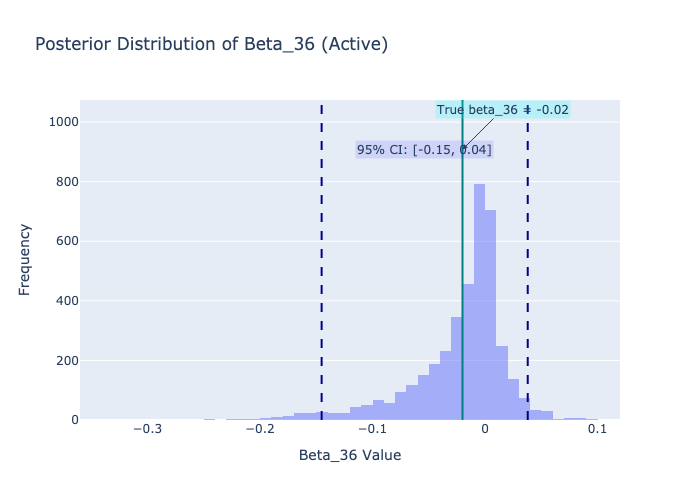 Posterior Distribution of Beta_36 (Active)
True beta_36 = -0.02
95% CI: [-0.15, 0.04]
1000
800
600
400
200
0
Frequency
−0.3
−0.2
−0.1
0
0.1
Beta_36 Value